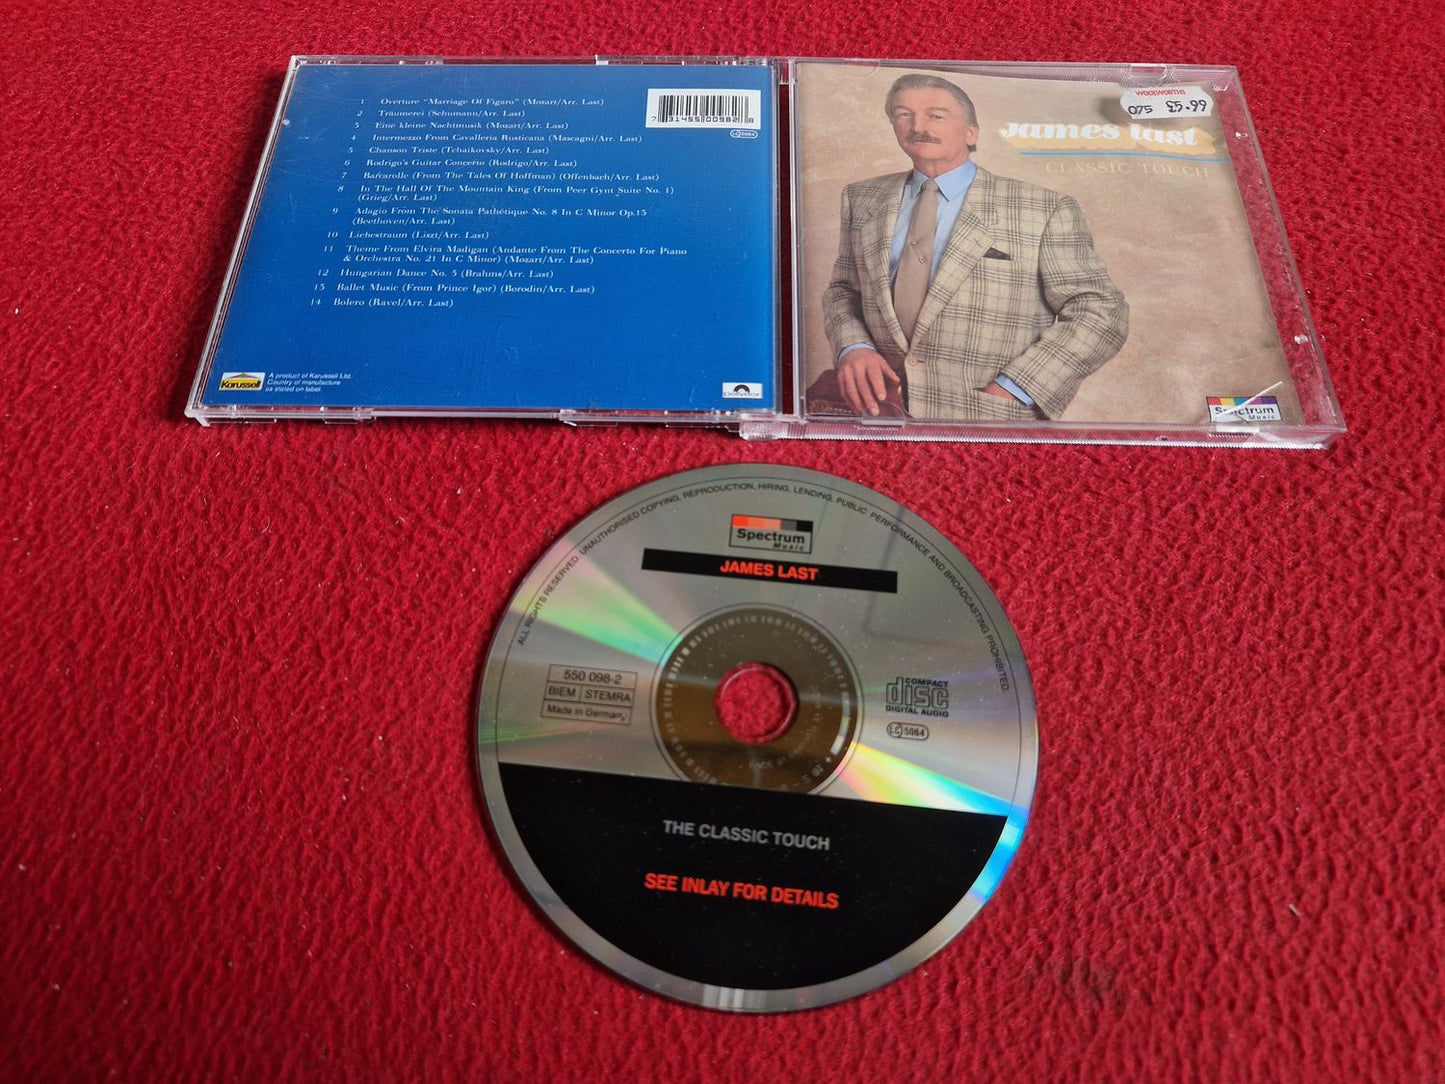 1 Overture "Marriage Of Figaro" (Mozart/Arr. Last)
2 Träumerei (Schumann/Arr. Last)
3 Eine kleine Nachtmusik (Mozart/Arr. Last)
4 Intermezzo From Cavalleria Rusticana (Mascagni/Arr. Last)
5 Chanson Triste (Tchaikovsky/Arr. Last)
6 Rodrigo's Guitar Concerto (Rodrigo/Arr. Last)
7 Barcarolle (From The Tales Of Hoffman) (Offenbach/Arr. Last)
8 In The Hall Of The Mountain King (From Peer Gynt Suite No. 1)
(Grieg/Arr. Last)
9 Adagio From The Sonata Pathétique No. 8 In C Minor Op.13
(Beethoven/Arr. Last)
10 Liebestraum (Liszt/Arr. Last)
11 Theme From Elvira Madigan (Andante From The Concerto For Piano
& Orchestra No. 21 In C Minor) (Mozart/Arr. Last)
12 Hungarian Dance No. 5 (Brahms/Arr. Last)
13 Ballet Music (From Prince Igor) (Borodin/Arr. Last)
14 Bolero (Ravel/Arr. Last)
7 31455 00982 8
LC 5064
Karussell
A product of Karussell Ltd.
Country of manufacture
as stated on label.
polydor
WOOLWORTHS
075 £5.99
james last
CLASSIC TOUCH
Spectrum
Music
ALL RIGHTS RESERVED. UNAUTHORISED COPYING, REPRODUCTION, HIRING, LENDING, PUBLIC PERFORMANCE AND BROADCASTING PROHIBITED.
Spectrum
Music
JAMES LAST
550 098-2
BIEM STEMRA
Made in Germany
COMPACT
disc
DIGITAL AUDIO
LC 5064
THE CLASSIC TOUCH
SEE INLAY FOR DETAILS